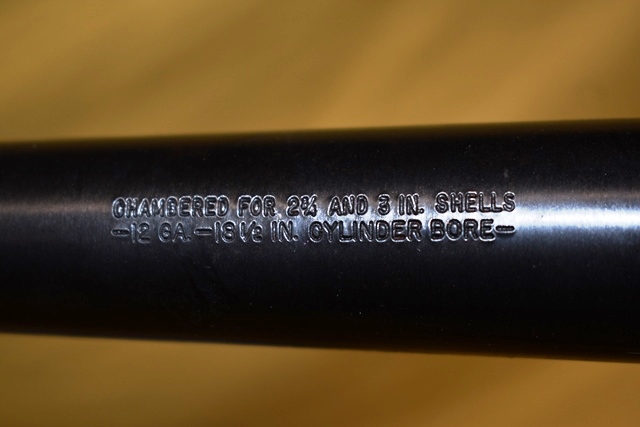 CHAMBERED FOR 2¾ AND 3 IN. SHELLS
-12 GA.-18½ IN. CYLINDER BORE-